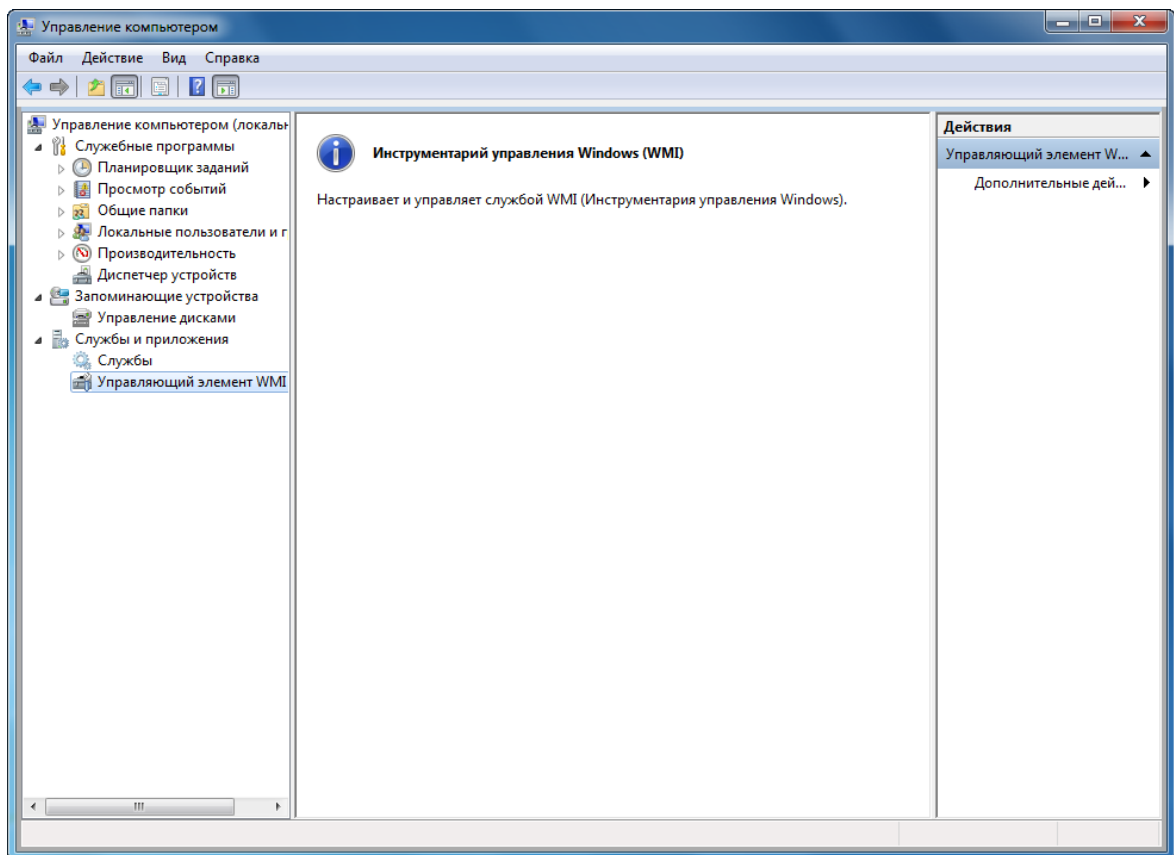 Управление компьютером
Файл Действие Вид Справка
Управление компьютером (локальн
Служебные программы
Планировщик заданий
Просмотр событий
Общие папки
Локальные пользователи и г
Производительность
Диспетчер устройств
Запоминающие устройства
Управление дисками
Службы и приложения
Службы
Управляющий элемент WMI
Инструментарий управления Windows (WMI)
Настраивает и управляет службой WMI (Инструментария управления Windows).
Действия
Управляющий элемент W...
Дополнительные дей...